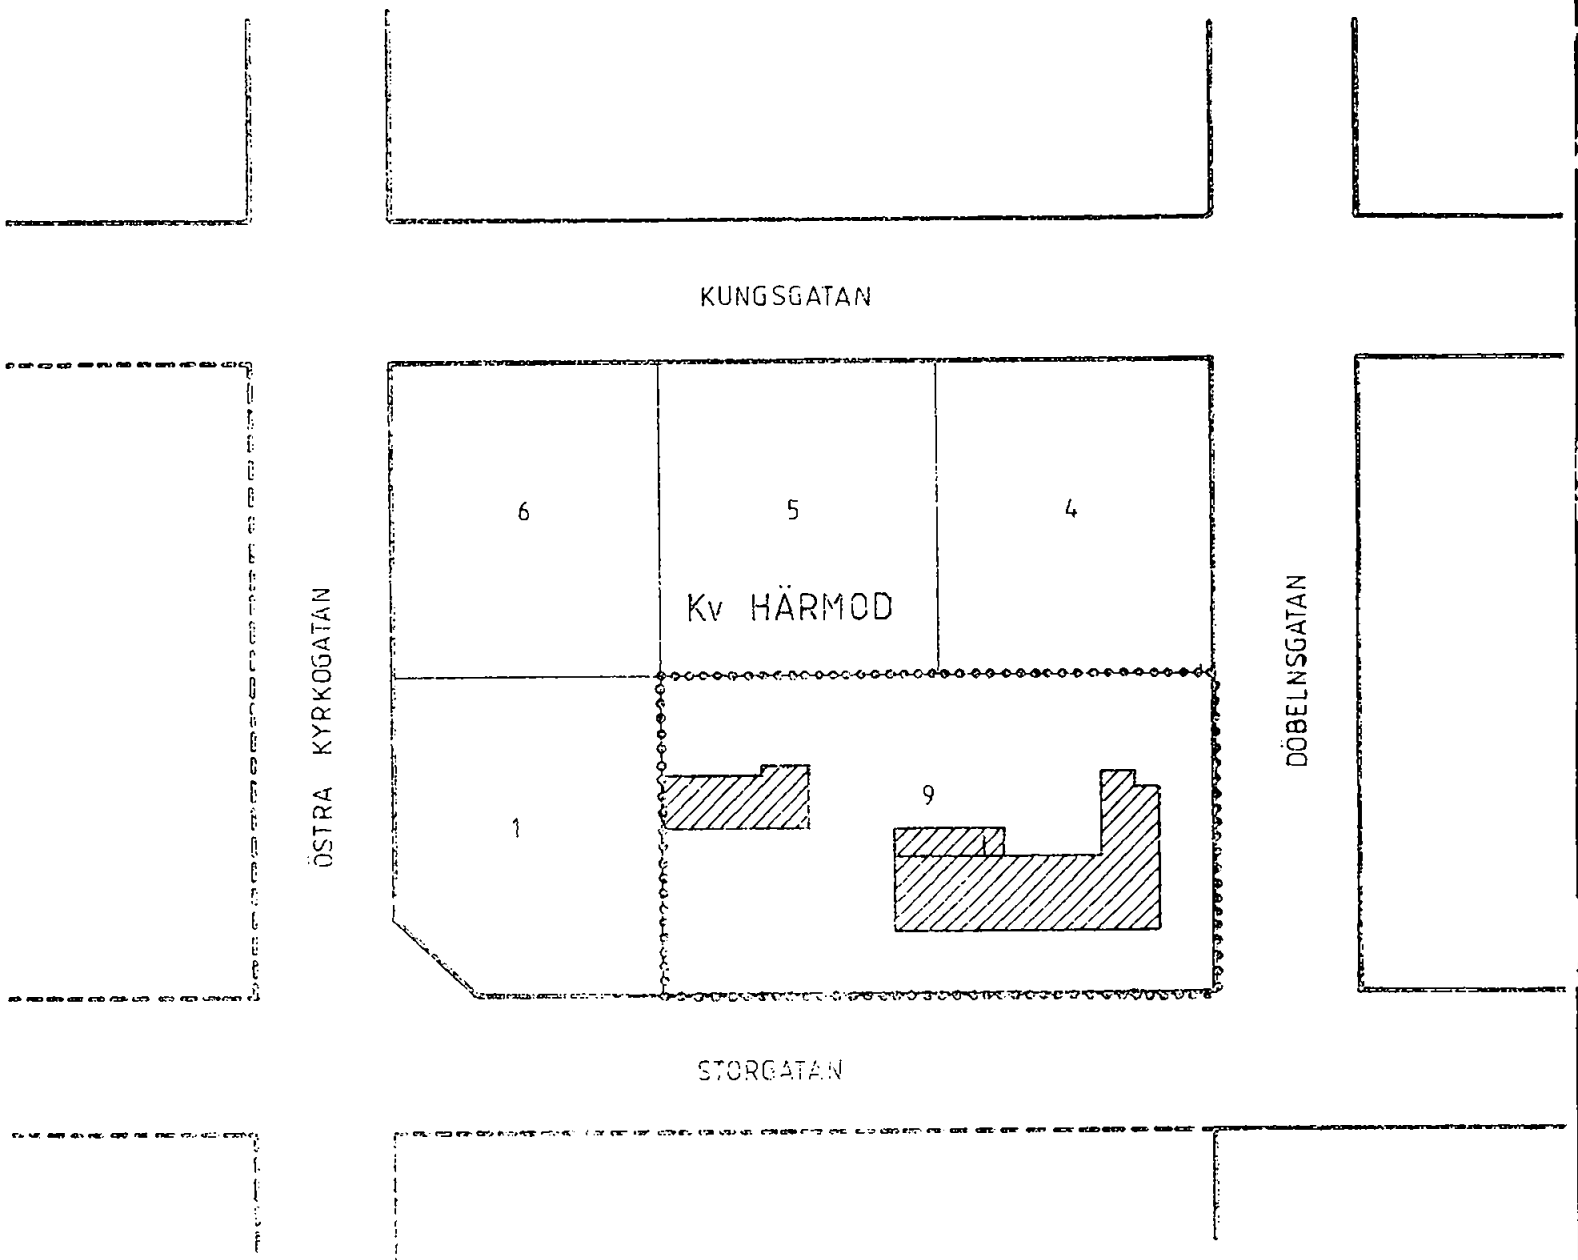 KUNGSGATAN
6
5
4
Kv HÄRMOD
ÖSTRA KYRKOGATAN
DÖBELNSGATAN
9
1
STORGATAN